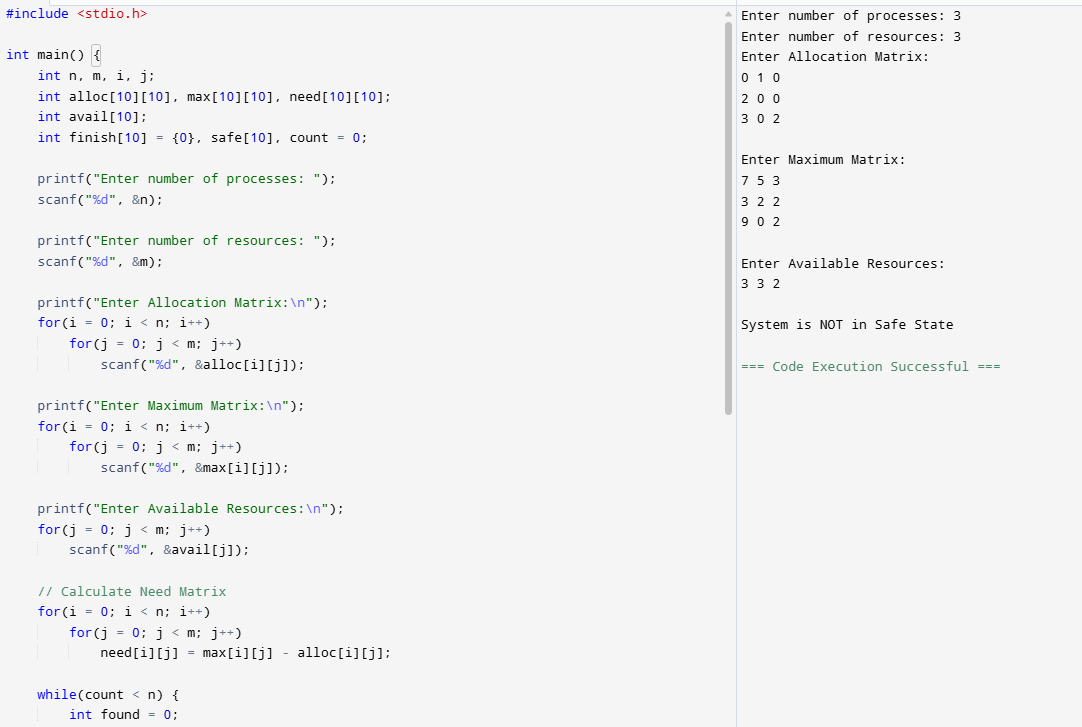 #include <stdio.h>
int main() {
    int n, m, i, j;
    int alloc[10][10], max[10][10], need[10][10];
    int avail[10];
    int finish[10] = {0}, safe[10], count = 0;
    printf("Enter number of processes: ");
    scanf("%d", &n);
    printf("Enter number of resources: ");
    scanf("%d", &m);
    printf("Enter Allocation Matrix:\n");
    for(i = 0; i < n; i++)
        for(j = 0; j < m; j++)
            scanf("%d", &alloc[i][j]);
    printf("Enter Maximum Matrix:\n");
    for(i = 0; i < n; i++)
        for(j = 0; j < m; j++)
            scanf("%d", &max[i][j]);
    printf("Enter Available Resources:\n");
    for(j = 0; j < m; j++)
        scanf("%d", &avail[j]);
    // Calculate Need Matrix
    for(i = 0; i < n; i++)
        for(j = 0; j < m; j++)
            need[i][j] = max[i][j] - alloc[i][j];
    while(count < n) {
        int found = 0;
Enter number of processes: 3
Enter number of resources: 3
Enter Allocation Matrix:
0 1 0
2 0 0
3 0 2
Enter Maximum Matrix:
7 5 3
3 2 2
9 0 2
Enter Available Resources:
3 3 2
System is NOT in Safe State
=== Code Execution Successful ===